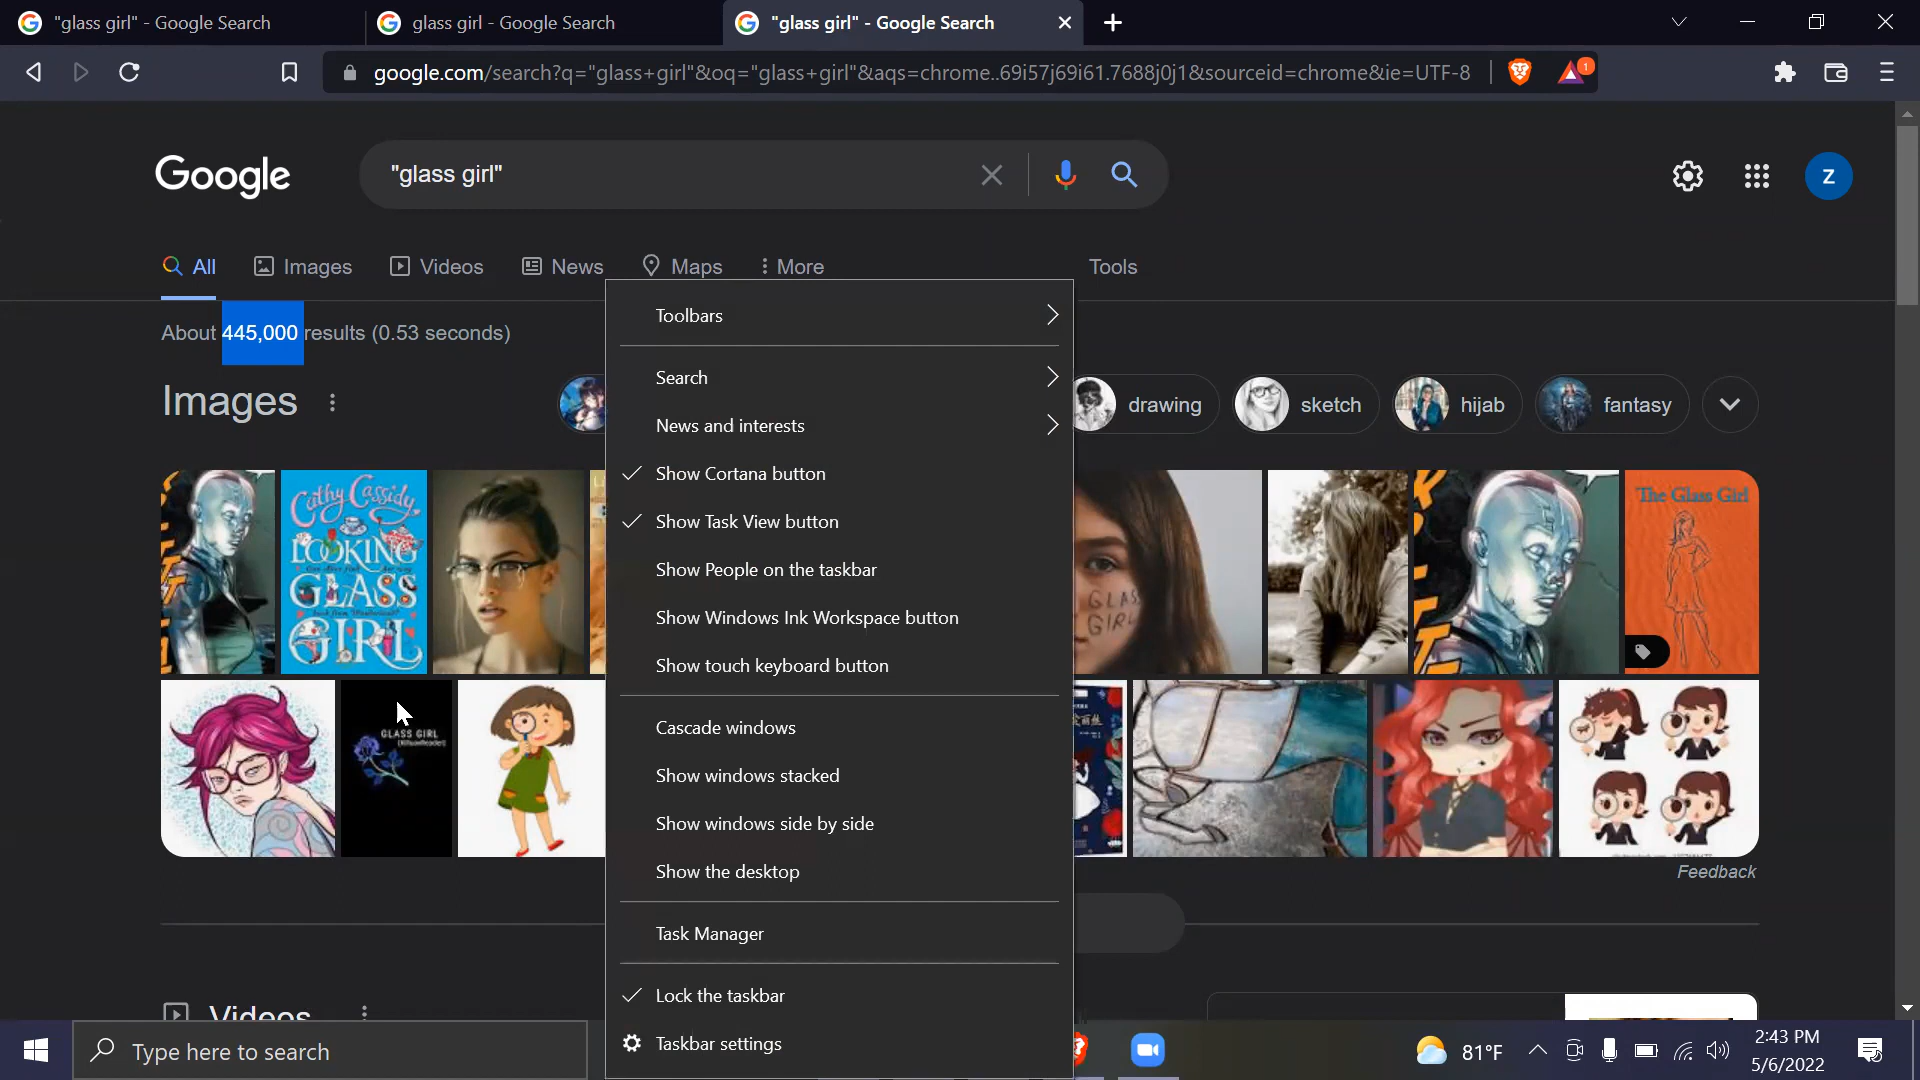 "glass girl" - Google Search
glass girl - Google Search
"glass girl" - Google Search
google.com/search?q="glass+girl"&oq="glass+girl"&aqs=chrome..69i57j69i61.7688j0j1&sourceid=chrome&ie=UTF-8
1
Google
"glass girl"
Z
All
Images
Videos
News
Maps
More
Tools
About 445,000 results (0.53 seconds)
Images
drawing
sketch
hijab
fantasy
Cathy Cassidy
LOOKING
GLASS
GIRL
GLAS
GIRL
The Glass Girl
GLASS GIRL
Feedback
Videos
Toolbars
Search
News and interests
Show Cortana button
Show Task View button
Show People on the taskbar
Show Windows Ink Workspace button
Show touch keyboard button
Cascade windows
Show windows stacked
Show windows side by side
Show the desktop
Task Manager
Lock the taskbar
Taskbar settings
Type here to search
81°F
2:43 PM
5/6/2022